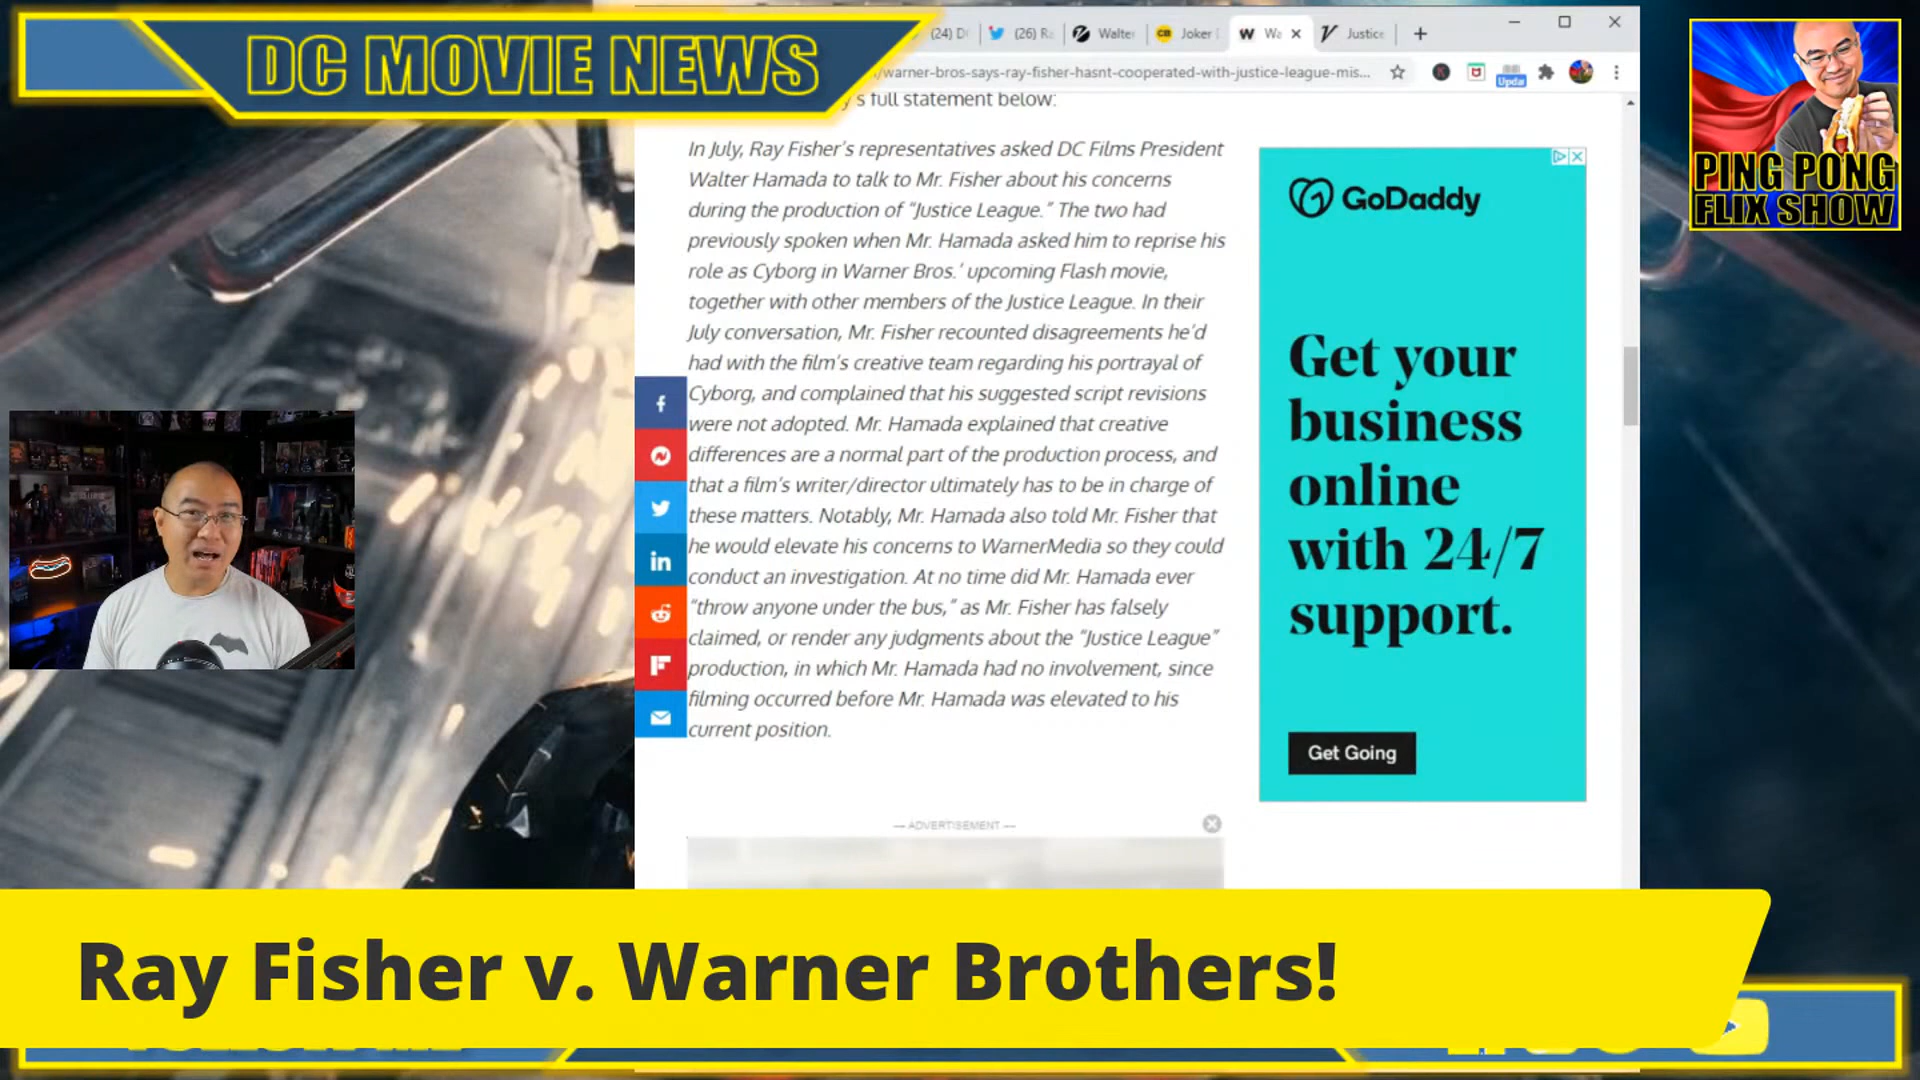 DC MOVIE NEWS
(24) D
(26) R
Walte
Joker
Wa
Justice
/warner-bros-says-ray-fisher-hasnt-cooperated-with-justice-league-mis...
Upda
PING PONG
FLIX SHOW
y's full statement below:
In July, Ray Fisher's representatives asked DC Films President
Walter Hamada to talk to Mr. Fisher about his concerns
during the production of “Justice League.” The two had
previously spoken when Mr. Hamada asked him to reprise his
role as Cyborg in Warner Bros.’ upcoming Flash movie,
together with other members of the Justice League. In their
July conversation, Mr. Fisher recounted disagreements he’d
had with the film’s creative team regarding his portrayal of
Cyborg, and complained that his suggested script revisions
were not adopted. Mr. Hamada explained that creative
differences are a normal part of the production process, and
that a film’s writer/director ultimately has to be in charge of
these matters. Notably, Mr. Hamada also told Mr. Fisher that
he would elevate his concerns to WarnerMedia so they could
conduct an investigation. At no time did Mr. Hamada ever
“throw anyone under the bus,” as Mr. Fisher has falsely
claimed, or render any judgments about the “Justice League”
production, in which Mr. Hamada had no involvement, since
filming occurred before Mr. Hamada was elevated to his
current position.
GoDaddy
Get your
business
online
with 24/7
support.
Get Going
— ADVERTISEMENT —
Ray Fisher v. Warner Brothers!